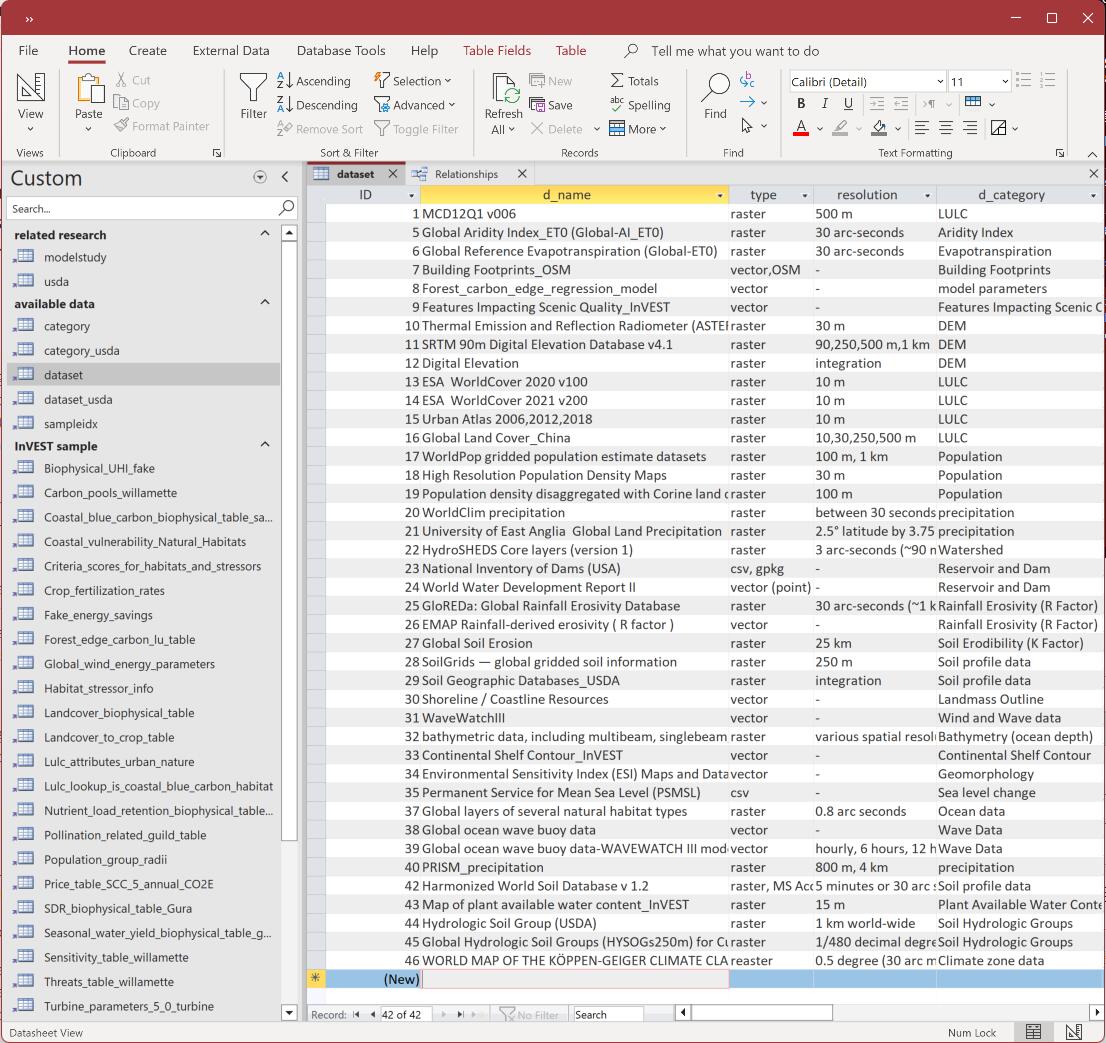 ››
File Home Create External Data Database Tools Help Table Fields Table Tell me what you want to do
View
Views
Paste
Cut
Copy
Format Painter
Clipboard
Filter
Ascending
Descending
Remove Sort
Selection
Advanced
Toggle Filter
Sort & Filter
Refresh
All
New
Save
Delete
Totals
Spelling
More
Records
Find
Find
Calibri (Detail) 11
B I U
Text Formatting
Custom
Search...
related research
modelstudy
usda
available data
category
category_usda
dataset
dataset_usda
sampleidx
InVEST sample
Biophysical_UHI_fake
Carbon_pools_willamette
Coastal_blue_carbon_biophysical_table_sa...
Coastal_vulnerability_Natural_Habitats
Criteria_scores_for_habitats_and_stressors
Crop_fertilization_rates
Fake_energy_savings
Forest_edge_carbon_lu_table
Global_wind_energy_parameters
Habitat_stressor_info
Landcover_biophysical_table
Landcover_to_crop_table
Lulc_attributes_urban_nature
Lulc_lookup_is_coastal_blue_carbon_habitat
Nutrient_load_retention_biophysical_table...
Pollination_related_guild_table
Population_group_radii
Price_table_SCC_5_annual_CO2E
SDR_biophysical_table_Gura
Seasonal_water_yield_biophysical_table_g...
Sensitivity_table_willamette
Threats_table_willamette
Turbine_parameters_5_0_turbine
dataset Relationships
ID d_name type resolution d_category
1 MCD12Q1 v006 raster 500 m LULC
5 Global Aridity Index_ET0 (Global-AI_ET0) raster 30 arc-seconds Aridity Index
6 Global Reference Evapotranspiration (Global-ET0) raster 30 arc-seconds Evapotranspiration
7 Building Footprints_OSM vector,OSM - Building Footprints
8 Forest_carbon_edge_regression_model vector - model parameters
9 Features Impacting Scenic Quality_InVEST vector - Features Impacting Scenic C
10 Thermal Emission and Reflection Radiometer (ASTEI raster 30 m DEM
11 SRTM 90m Digital Elevation Database v4.1 raster 90,250,500 m,1 km DEM
12 Digital Elevation raster integration DEM
13 ESA WorldCover 2020 v100 raster 10 m LULC
14 ESA WorldCover 2021 v200 raster 10 m LULC
15 Urban Atlas 2006,2012,2018 raster 10 m LULC
16 Global Land Cover_China raster 10,30,250,500 m LULC
17 WorldPop gridded population estimate datasets raster 100 m, 1 km Population
18 High Resolution Population Density Maps raster 30 m Population
19 Population density disaggregated with Corine land c raster 100 m Population
20 WorldClim precipitation raster between 30 seconds precipitation
21 University of East Anglia Global Land Precipitation raster 2.5° latitude by 3.75 precipitation
22 HydroSHEDS Core layers (version 1) raster 3 arc-seconds (~90 n Watershed
23 National Inventory of Dams (USA) csv, gpkg - Reservoir and Dam
24 World Water Development Report II vector (point) - Reservoir and Dam
25 GloREDa: Global Rainfall Erosivity Database raster 30 arc-seconds (~1 k Rainfall Erosivity (R Factor)
26 EMAP Rainfall-derived erosivity ( R factor ) vector - Rainfall Erosivity (R Factor)
27 Global Soil Erosion raster 25 km Soil Erodibility (K Factor)
28 SoilGrids — global gridded soil information raster 250 m Soil profile data
29 Soil Geographic Databases_USDA raster integration Soil profile data
30 Shoreline / Coastline Resources vector - Landmass Outline
31 WaveWatchIII vector - Wind and Wave data
32 bathymetric data, including multibeam, singlebeam raster various spatial resol Bathymetry (ocean depth)
33 Continental Shelf Contour_InVEST vector - Continental Shelf Contour
34 Environmental Sensitivity Index (ESI) Maps and Data vector - Geomorphology
35 Permanent Service for Mean Sea Level (PSMSL) csv - Sea level change
37 Global layers of several natural habitat types raster 0.8 arc seconds Ocean data
38 Global ocean wave buoy data vector - Wave Data
39 Global ocean wave buoy data-WAVEWATCH III mod vector hourly, 6 hours, 12 h Wave Data
40 PRISM_precipitation raster 800 m, 4 km precipitation
42 Harmonized World Soil Database v 1.2 raster, MS Acc 5 minutes or 30 arc s Soil profile data
43 Map of plant available water content_InVEST raster 15 m Plant Available Water Conte
44 Hydrologic Soil Group (USDA) raster 1 km world-wide Soil Hydrologic Groups
45 Global Hydrologic Soil Groups (HYSOGs250m) for Cu raster 1/480 decimal degre Soil Hydrologic Groups
46 WORLD MAP OF THE KÖPPEN-GEIGER CLIMATE CLA reaster 0.5 degree (30 arc m Climate zone data
(New)
Record: 42 of 42 No Filter Search
Datasheet View Num Lock